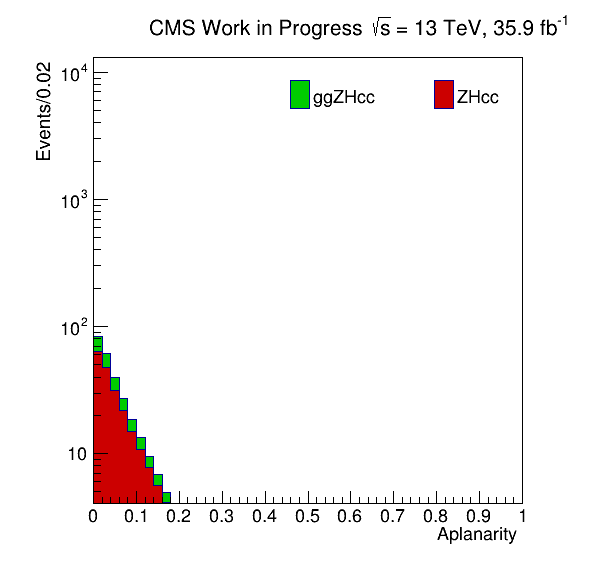 CMS Work in Progress √s = 13 TeV, 35.9 fb⁻¹
Events/0.02
10⁴
10³
10²
10
ggZHcc
ZHcc
0 0.1 0.2 0.3 0.4 0.5 0.6 0.7 0.8 0.9 1
Aplanarity